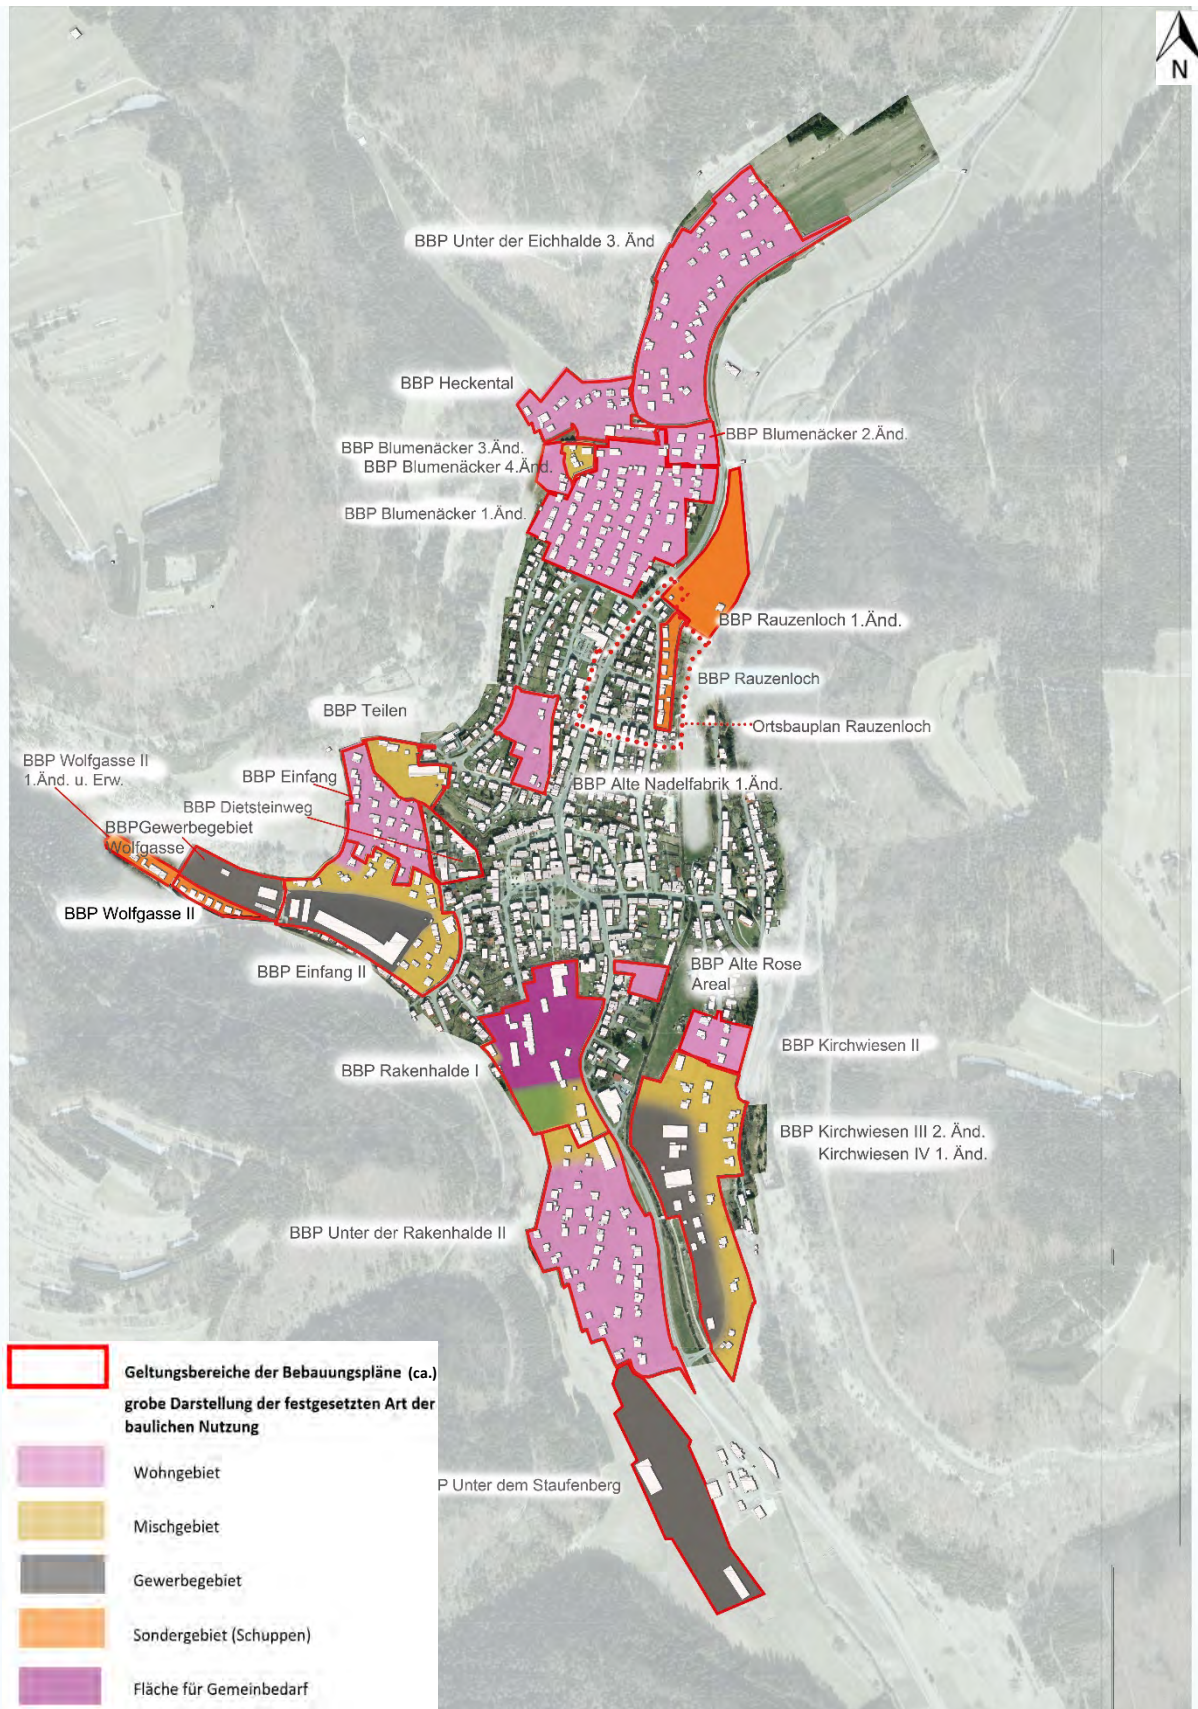 N
BBP Unter der Eichhalde 3. Änd
BBP Heckental
BBP Blumenäcker 2.Änd.
BBP Blumenäcker 3.Änd.
BBP Blumenäcker 4.Änd.
BBP Blumenäcker 1.Änd.
BBP Rauzenloch 1.Änd.
BBP Rauzenloch
BBP Teilen
Ortsbauplan Rauzenloch
BBP Wolfgasse II
1.Änd. u. Erw.
BBP Einfang
BBP Alte Nadelfabrik 1.Änd.
BBP Dietsteinweg
BBPGewerbegebiet
Wolfgasse
BBP Wolfgasse II
BBP Einfang II
BBP Alte Rose
Areal
BBP Kirchwiesen II
BBP Rakenhalde I
BBP Kirchwiesen III 2. Änd.
Kirchwiesen IV 1. Änd.
BBP Unter der Rakenhalde II
P Unter dem Staufenberg
Geltungsbereiche der Bebauungspläne (ca.)
grobe Darstellung der festgesetzten Art der
baulichen Nutzung
Wohngebiet
Mischgebiet
Gewerbegebiet
Sondergebiet (Schuppen)
Fläche für Gemeinbedarf